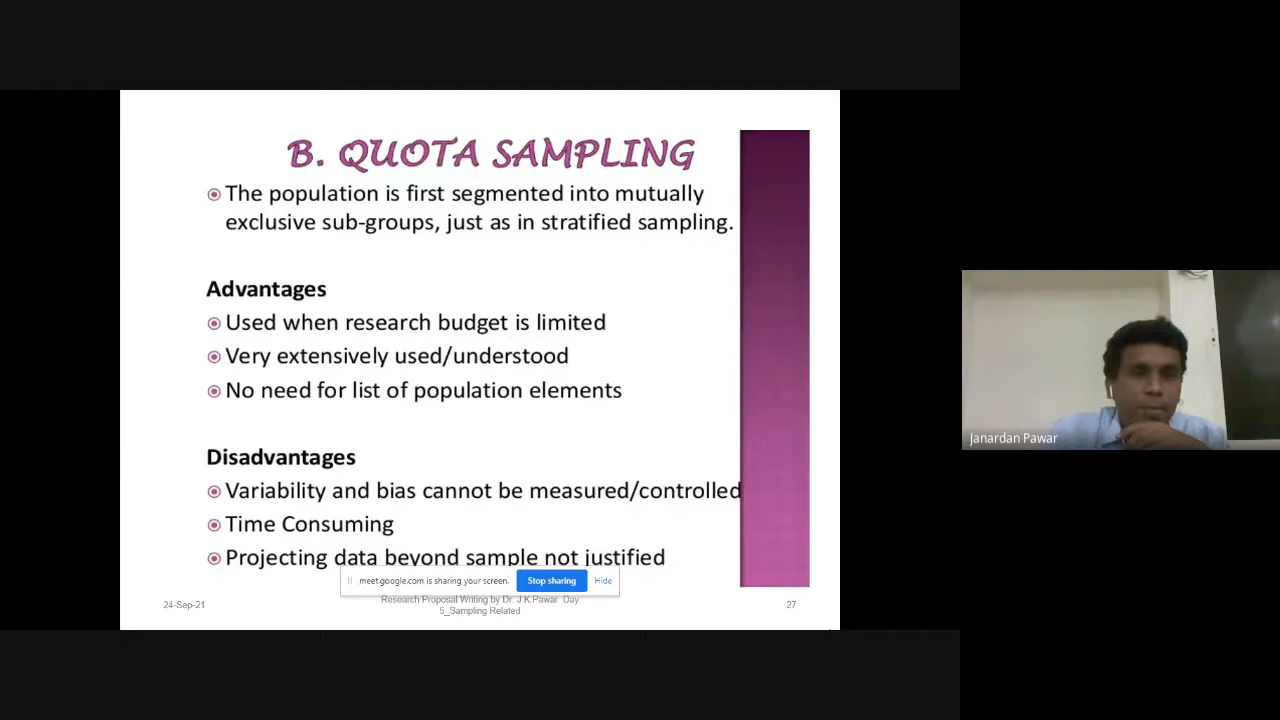 B. QUOTA SAMPLING
The population is first segmented into mutually
exclusive sub-groups, just as in stratified sampling.
Advantages
Used when research budget is limited
Very extensively used/understood
No need for list of population elements
Disadvantages
Variability and bias cannot be measured/controlled
Time Consuming
Projecting data beyond sample not justified
meet.google.com is sharing your screen. Stop sharing Hide
24-Sep-21
Research Proposal Writing by Dr. J K Pawar Day
5_Sampling Related
27
Janardan Pawar